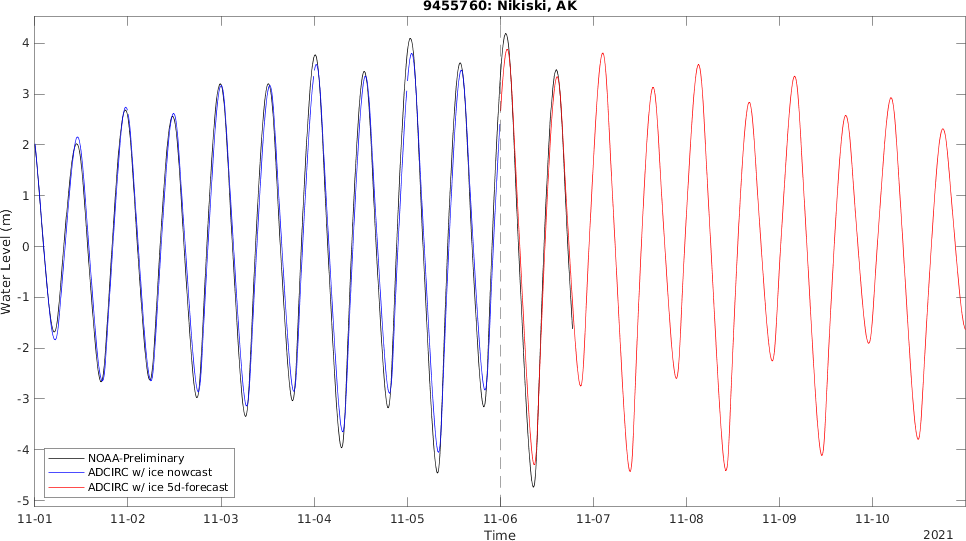 9455760: Nikiski, AK
4
3
2
1
0
-1
-2
-3
-4
-5
Water Level (m)
NOAA-Preliminary
ADCIRC w/ ice nowcast
ADCIRC w/ ice 5d-forecast
11-01 11-02 11-03 11-04 11-05 11-06 11-07 11-08 11-09 11-10
Time
2021